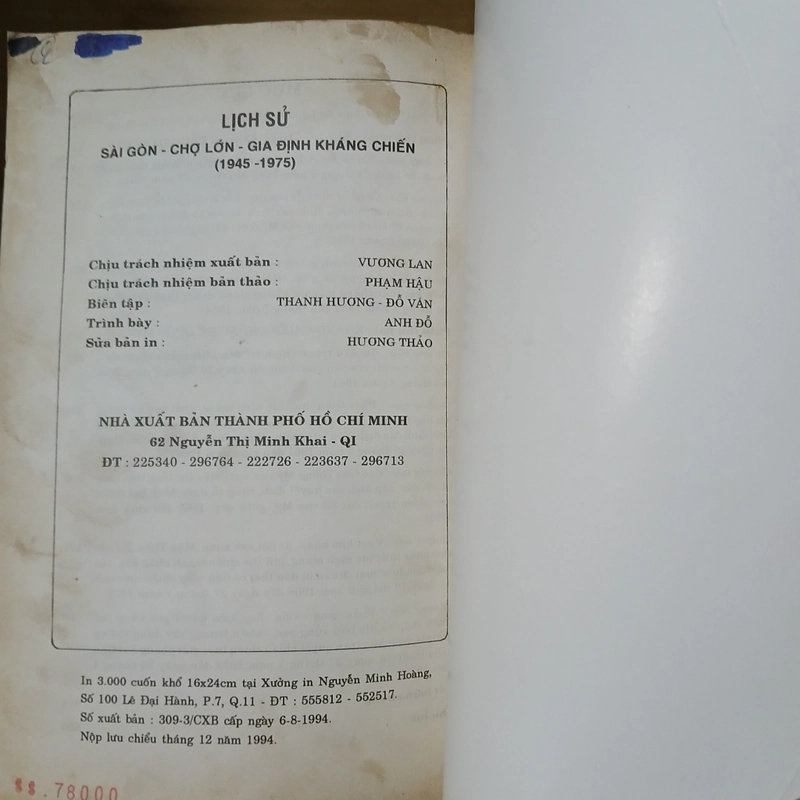 LỊCH SỬ
SÀI GÒN - CHỢ LỚN - GIA ĐỊNH KHÁNG CHIẾN
(1945 -1975)
Chịu trách nhiệm xuất bản : VƯƠNG LAN
Chịu trách nhiệm bản thảo : PHẠM HẬU
Biên tập : THANH HƯƠNG - ĐỖ VÂN
Trình bày : ANH ĐỖ
Sửa bản in : HƯƠNG THẢO
NHÀ XUẤT BẢN THÀNH PHỐ HỒ CHÍ MINH
62 Nguyễn Thị Minh Khai - QI
ĐT : 225340 - 296764 - 222726 - 223637 - 296713
In 3.000 cuốn khổ 16x24cm tại Xưởng in Nguyễn Minh Hoàng,
Số 100 Lê Đại Hành, P.7, Q.11 - ĐT : 555812 - 552517.
Số xuất bản : 309-3/CXB cấp ngày 6-8-1994.
Nộp lưu chiểu tháng 12 năm 1994.
$$.78000